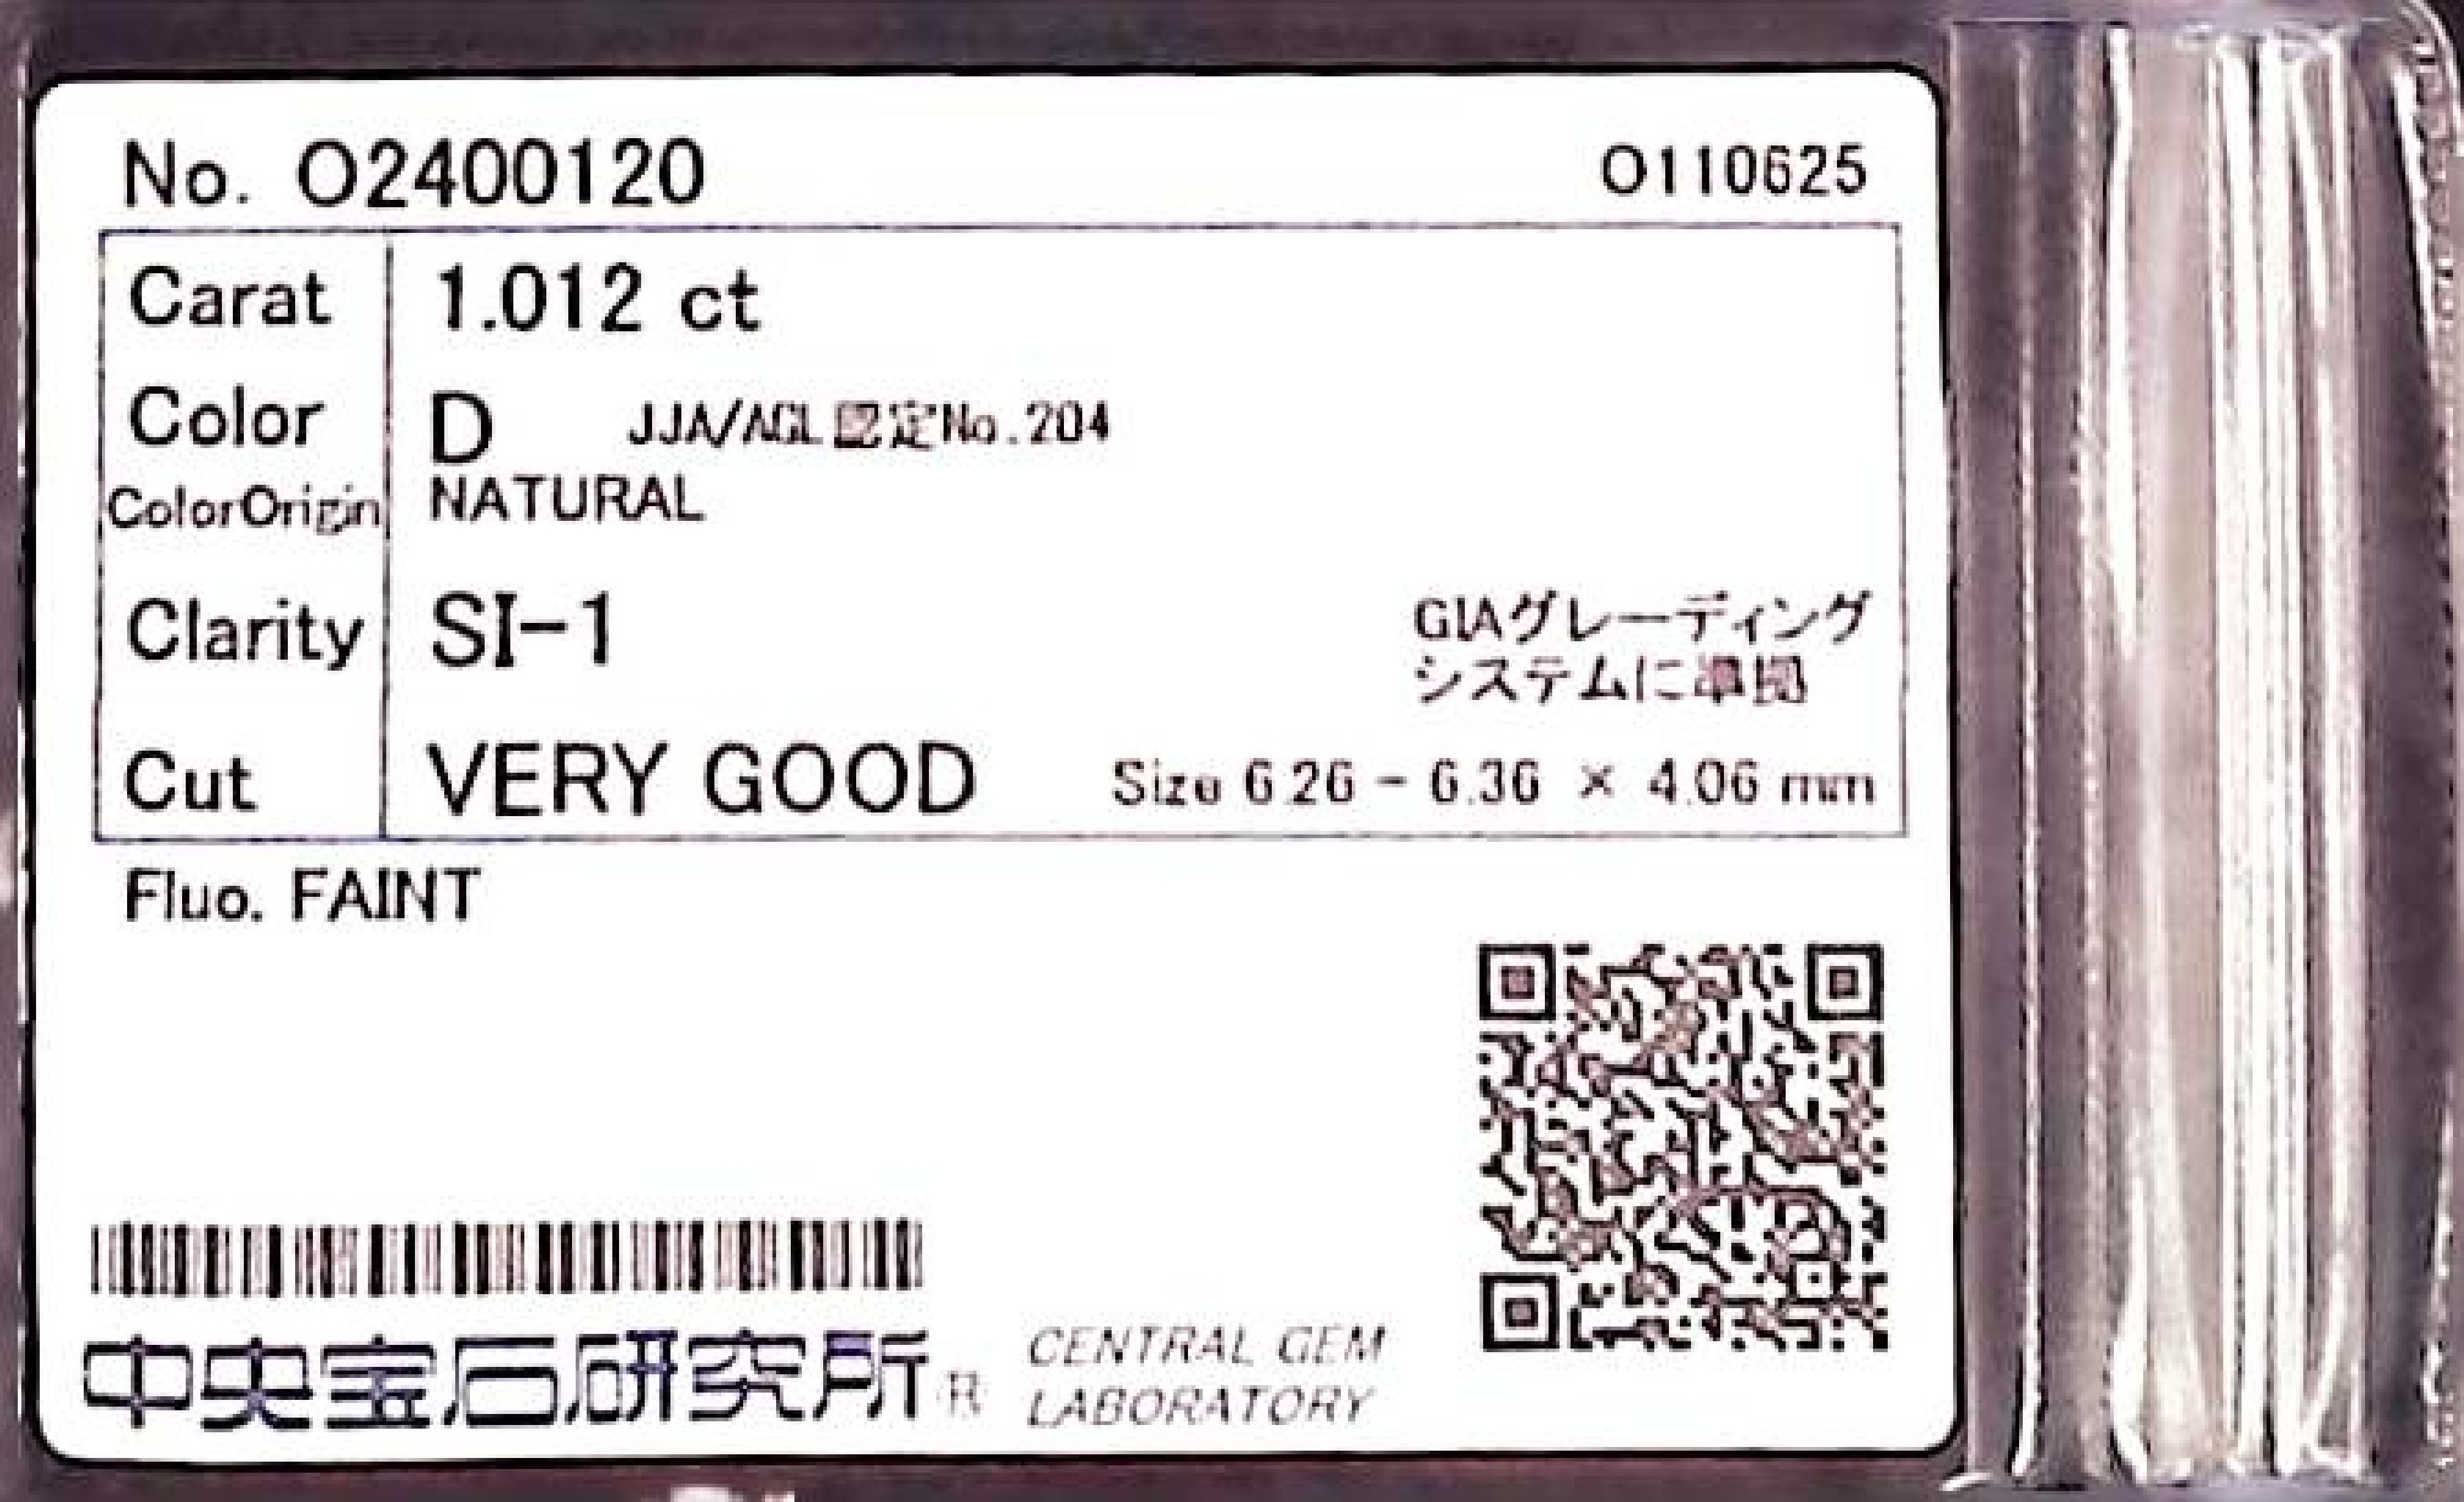 No. O2400120 O110625
Carat 1.012 ct
Color D JJA/AGL認定No.204
ColorOrigin NATURAL
Clarity SI-1
GIAグレーディング
システムに準拠
Cut VERY GOOD Size 6.26 - 6.36 × 4.06 mm
Fluo. FAINT
中央宝石研究所® CENTRAL GEM
LABORATORY